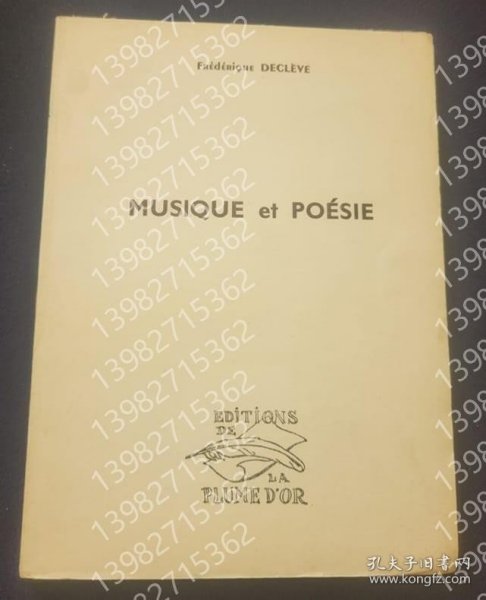 Frédérique DECLÈVE
MUSIQUE et POÉSIE
EDITIONS
DE
LA
PLUME D'OR
13982715362
孔夫子旧书网
www.kongfz.com